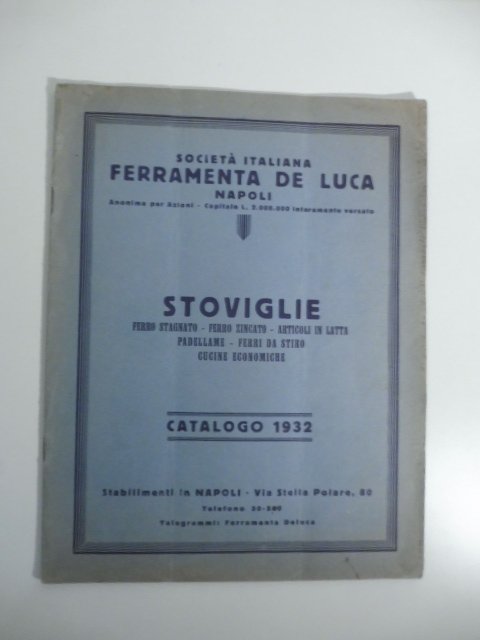 SOCIETÀ ITALIANA
FERRAMENTA DE LUCA
NAPOLI
Anonima per Azioni - Capitale L. 2.000.000 interamente versato
STOVIGLIE
FERRO STAGNATO - FERRO ZINCATO - ARTICOLI IN LATTA
PADELLAME - FERRI DA STIRO
CUCINE ECONOMICHE
CATALOGO 1932
Stabilimenti in NAPOLI - Via Stella Polare, 80
Telefono
Telegrammi: Ferramenta Deluca